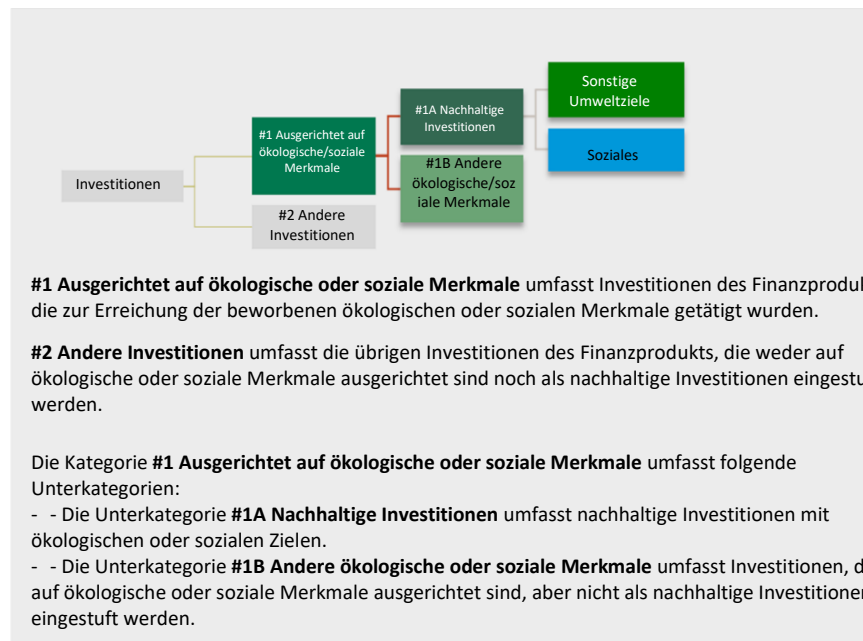 Sonstige
Umweltziele
#1A Nachhaltige
Investitionen
#1 Ausgerichtet auf
ökologische/soziale
Merkmale
Soziales
#1B Andere
ökologische/soz
iale Merkmale
Investitionen
#2 Andere
Investitionen
#1 Ausgerichtet auf ökologische oder soziale Merkmale umfasst Investitionen des
die zur Erreichung der beworbenen ökologischen oder sozialen Merkmale getätigt wurden.
#2 Andere Investitionen umfasst die übrigen Investitionen des Finanzprodukts, die weder auf
ökologische oder soziale Merkmale ausgerichtet sind noch als nachhaltige Investitionen
werden.
Die Kategorie #1 Ausgerichtet auf ökologische oder soziale Merkmale umfasst folgende
Unterkategorien:
- - Die Unterkategorie #1A Nachhaltige Investitionen umfasst nachhaltige Investitionen mit
ökologischen oder sozialen Zielen.
- - Die Unterkategorie #1B Andere ökologische oder soziale Merkmale umfasst Investitionen,
auf ökologische oder soziale Merkmale ausgerichtet sind, aber nicht als nachhaltige
eingestuft werden.